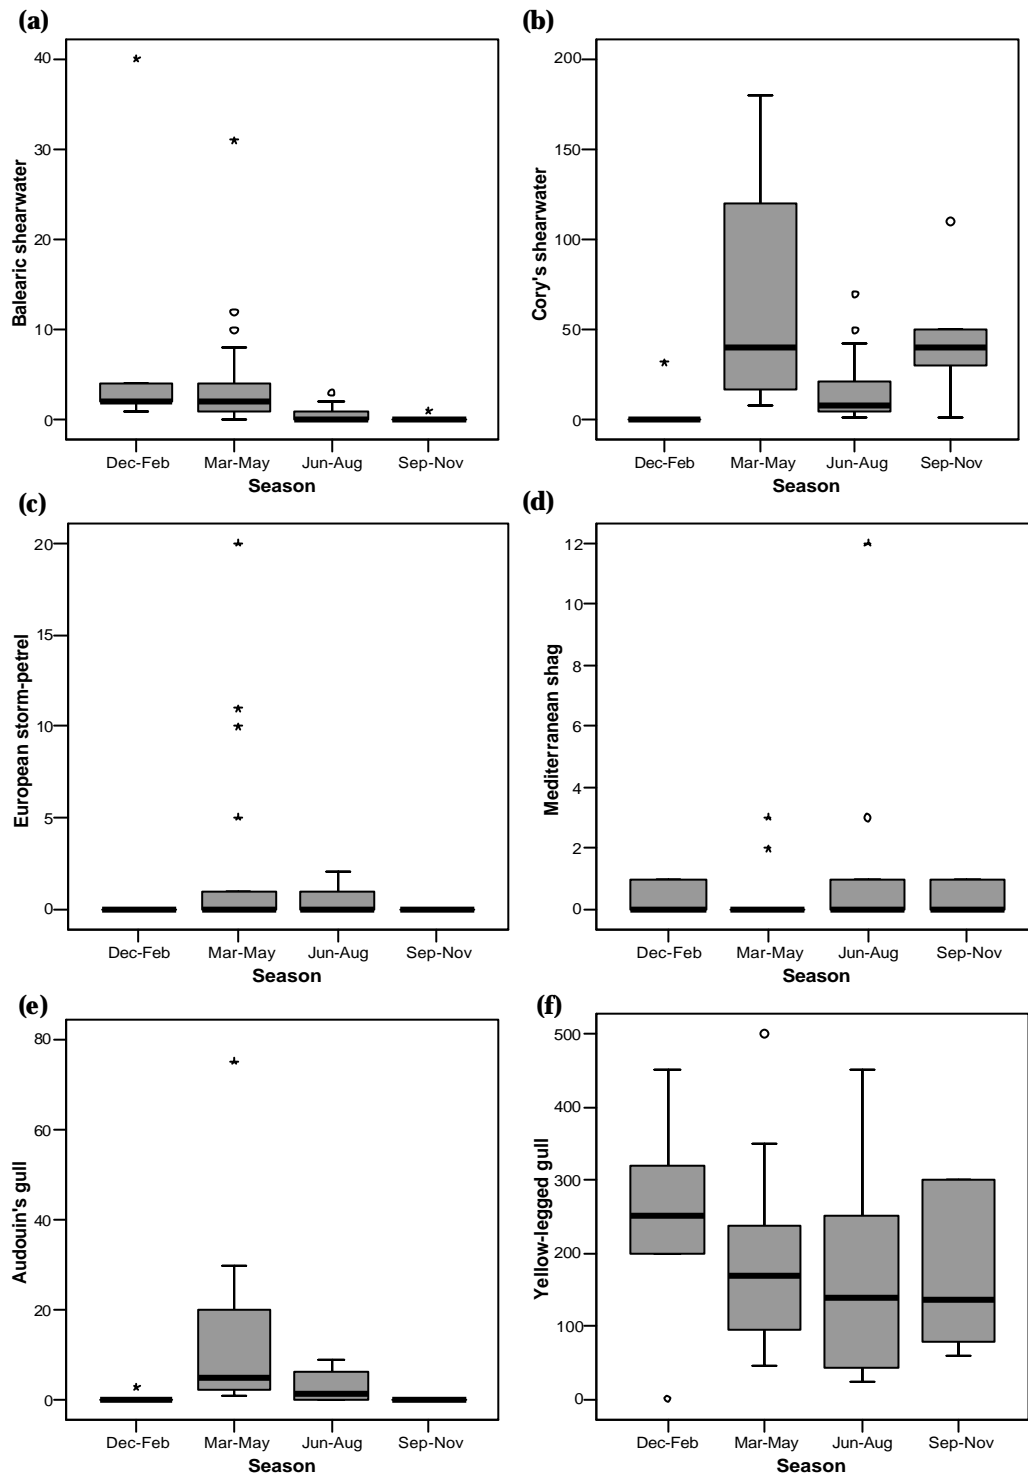 (a)
40
30
20
10
0
Balearic shearwater
Dec-Feb Mar-May Jun-Aug Sep-Nov
Season
(b)
200
150
100
50
0
Cory's shearwater
Dec-Feb Mar-May Jun-Aug Sep-Nov
Season
(c)
20
15
10
5
0
European storm-petrel
Dec-Feb Mar-May Jun-Aug Sep-Nov
Season
(d)
12
10
8
6
4
2
0
Mediterranean shag
Dec-Feb Mar-May Jun-Aug Sep-Nov
Season
(e)
80
60
40
20
0
Audouin's gull
Dec-Feb Mar-May Jun-Aug Sep-Nov
Season
(f)
500
400
300
200
100
0
Yellow-legged gull
Dec-Feb Mar-May Jun-Aug Sep-Nov
Season